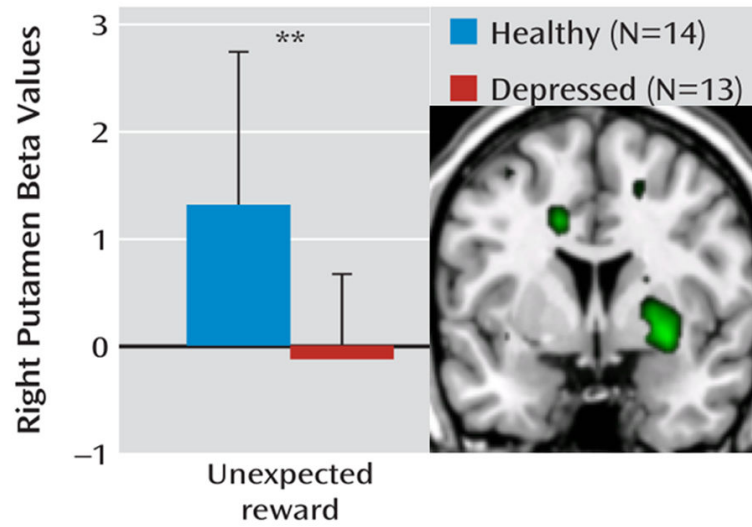 Right Putamen Beta Values
3
2
1
0
−1
**
Unexpected
reward
Healthy (N=14)
Depressed (N=13)